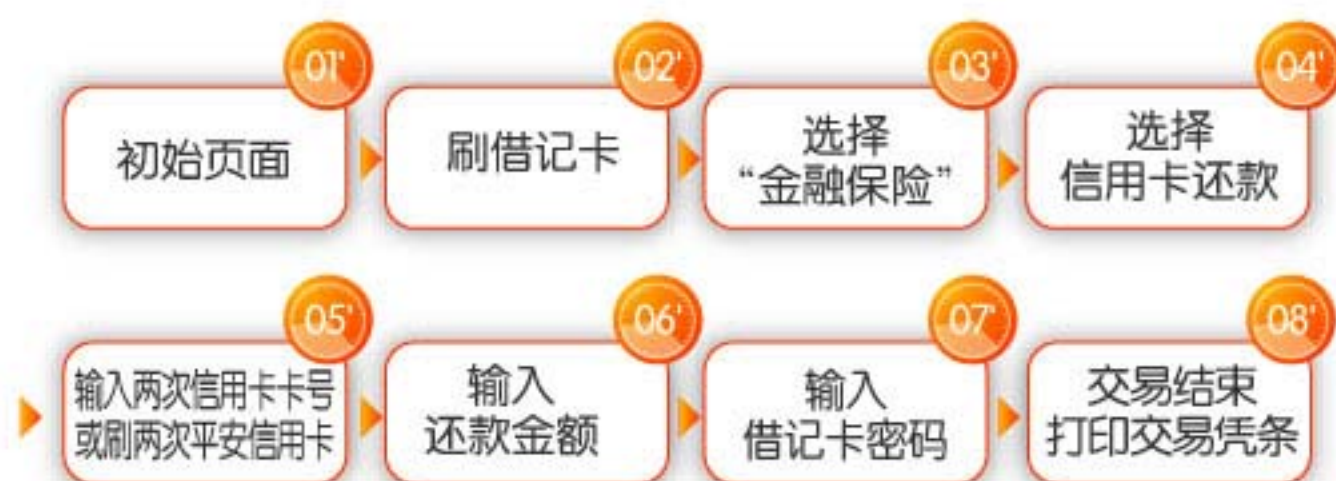 01'
初始页面
02'
刷借记卡
03'
选择
“金融保险”
04'
选择
信用卡还款
05'
输入两次信用卡卡号
或刷两次平安信用卡
06'
输入
还款金额
07'
输入
借记卡密码
08'
交易结束
打印交易凭条